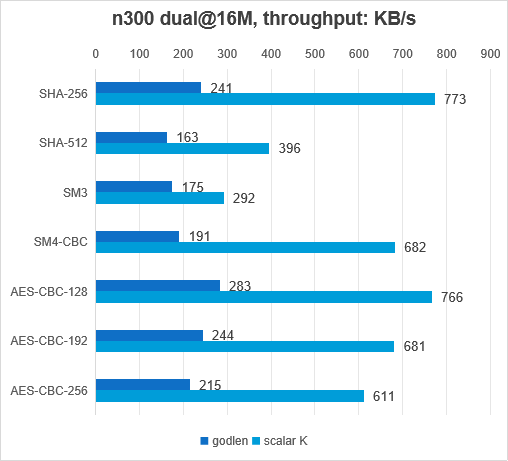 n300 dual@16M, throughput: KB/s
0 100 200 300 400 500 600 700 800 900
SHA-256 241 773
SHA-512 163 396
SM3 175 292
SM4-CBC 191 682
AES-CBC-128 283 766
AES-CBC-192 244 681
AES-CBC-256 215 611
godlen scalar K